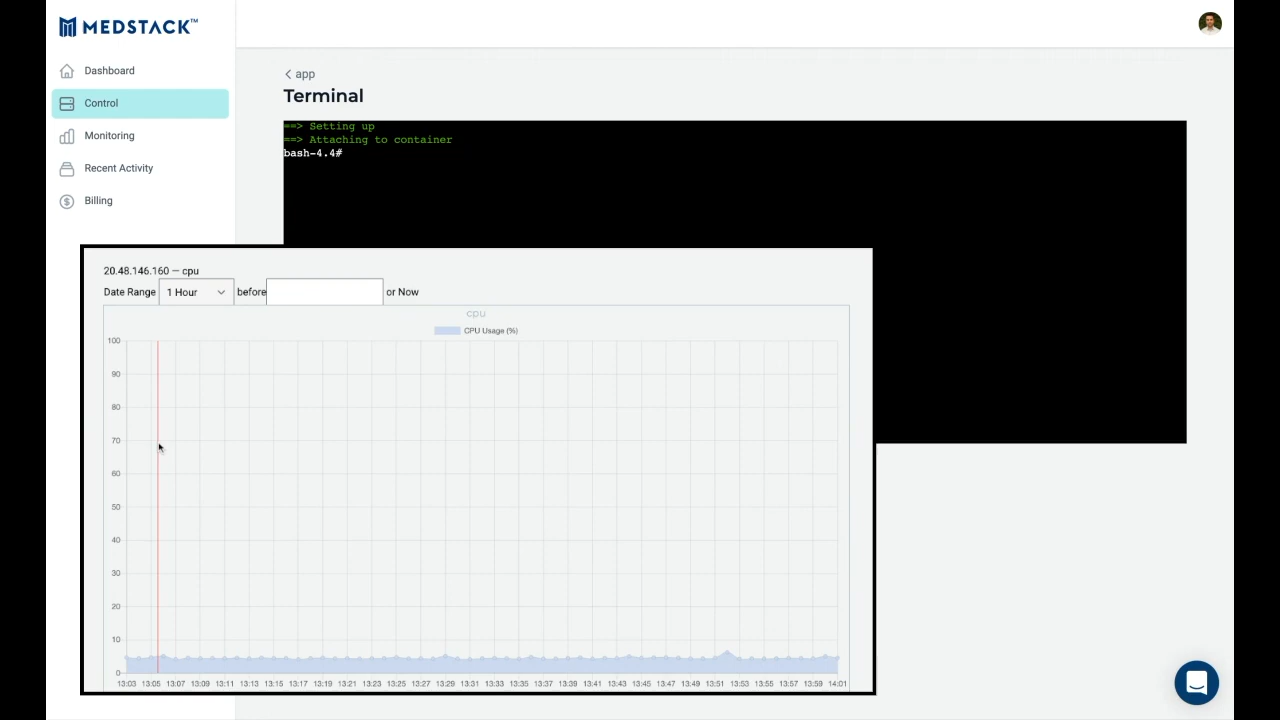 MEDSTACK™
Dashboard
Control
Monitoring
Recent Activity
Billing
app
Terminal
==> Setting up
==> Attaching to container
bash-4.4#
20.48.146.160 — cpu
Date Range 1 Hour before or Now
cpu
CPU Usage (%)
100
90
80
70
60
50
40
30
20
10
0
13:03 13:05 13:07 13:09 13:11 13:13 13:15 13:17 13:19 13:21 13:23 13:25 13:27 13:29 13:31 13:33 13:35 13:37 13:39 13:41 13:43 13:45 13:47 13:49 13:51 13:53 13:55 13:57 13:59 14:01